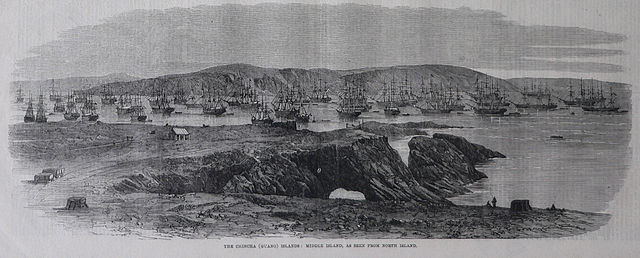 THE CHINCHA (GUANO) ISLANDS: MIDDLE ISLAND, AS SEEN FROM NORTH ISLAND.